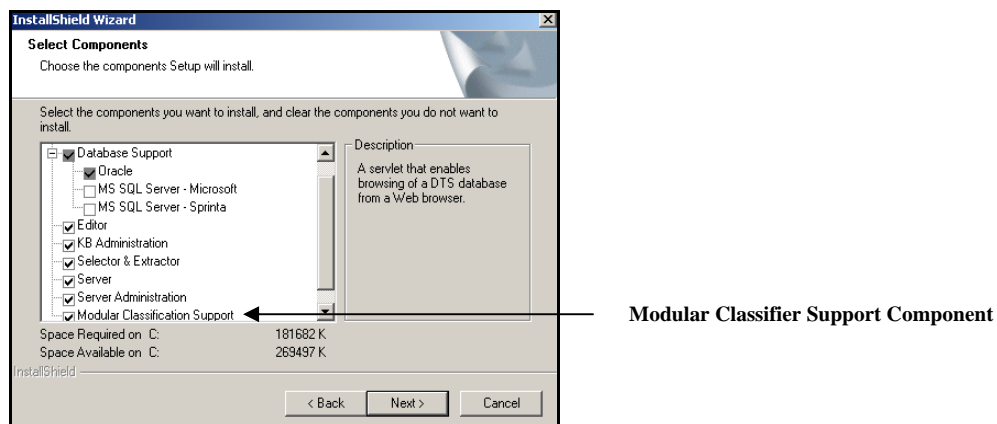 InstallShield Wizard
Select Components
Choose the components Setup will install.
Select the components you want to install, and clear the components you do not want to
install.
Database Support
Oracle
MS SQL Server - Microsoft
MS SQL Server - Sprinta
Editor
KB Administration
Selector & Extractor
Server
Server Administration
Modular Classification Support
Description
A servlet that enables
browsing of a DTS database
from a Web browser.
Modular Classifier Support Component
Space Required on C: 181682 K
Space Available on C: 269497 K
InstallShield
< Back Next > Cancel